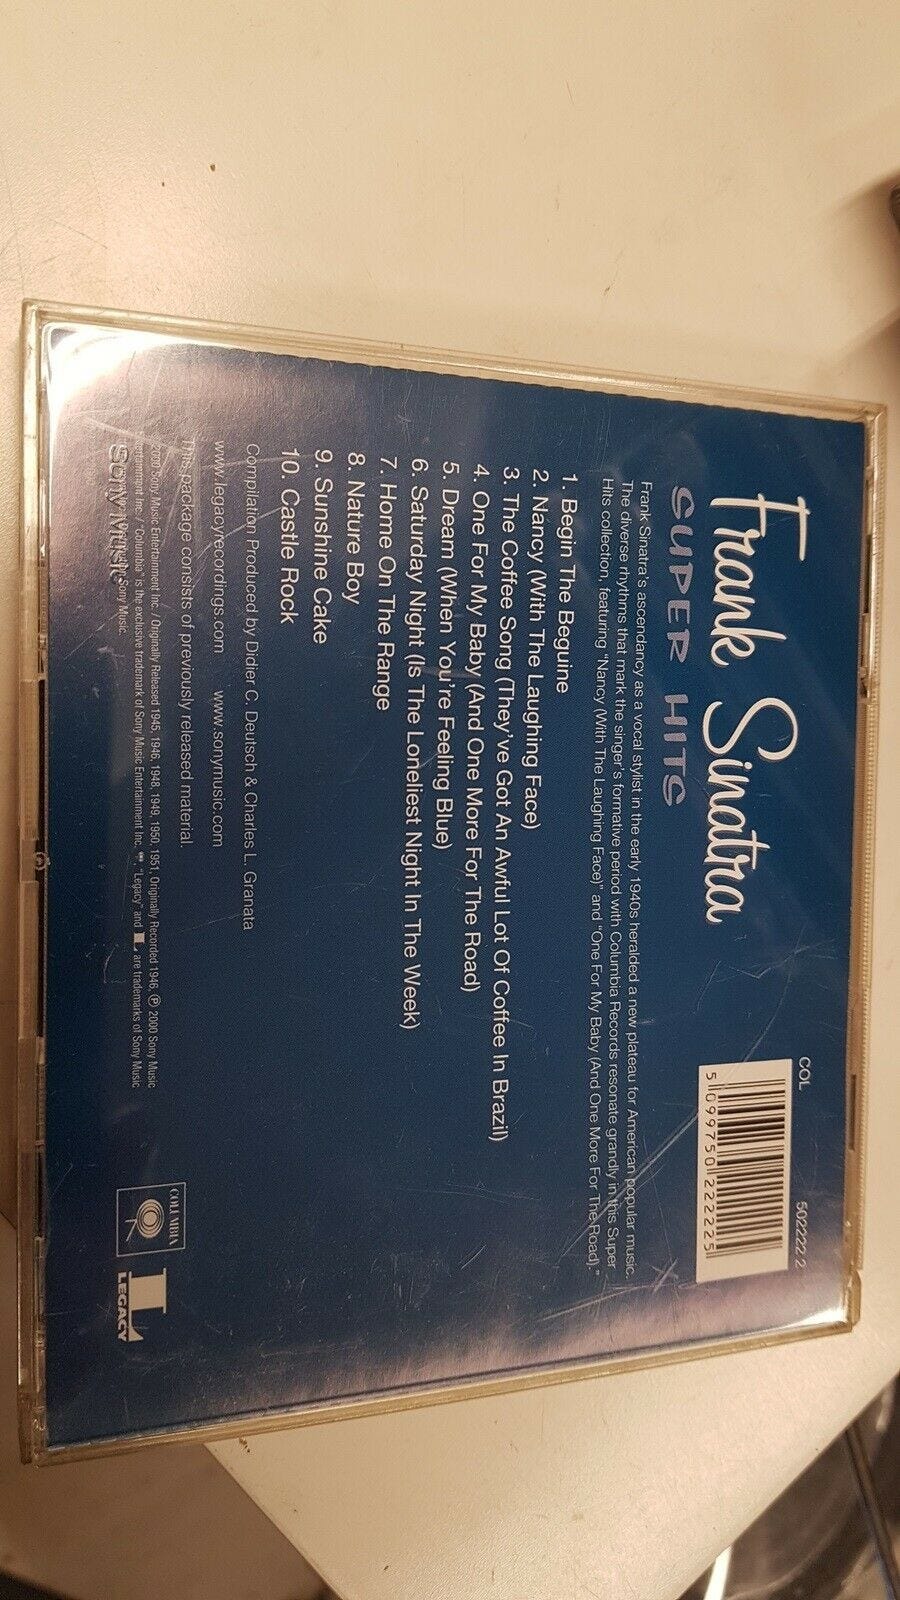 Frank Sinatra
SUPER HITS
COL 502222 2
5 099750 222225
Frank Sinatra's ascendancy as a vocal stylist in the early 1940s heralded a new plateau for American popular music.
The diverse rhythms that mark the singer's formative period with Columbia Records resonate grandly in this Super
Hits collection, featuring "Nancy (With The Laughing Face)" and "One For My Baby (And One More For The Road)."
1. Begin The Beguine
2. Nancy (With The Laughing Face)
3. The Coffee Song (They've Got An Awful Lot Of Coffee In Brazil)
4. One For My Baby (And One More For The Road)
5. Dream (When You're Feeling Blue)
6. Saturday Night (Is The Loneliest Night In The Week)
7. Home On The Range
8. Nature Boy
9. Sunshine Cake
10. Castle Rock
Compilation Produced by Didier C. Deutsch & Charles L. Granata
www.legacyrecordings.com www.sonymusic.com
This package consists of previously released material.
2000 Sony Music Entertainment Inc. / Originally Released 1945, 1946, 1948, 1949, 1950, 1951, Originally Recorded 1946, ℗ 2000 Sony Music
Entertainment Inc. / "Columbia" is the exclusive trademark of Sony Music Entertainment Inc. "Legacy" and L are trademarks of Sony Music
Sony Music
Sony Music.
COLUMBIA
L
LEGACY